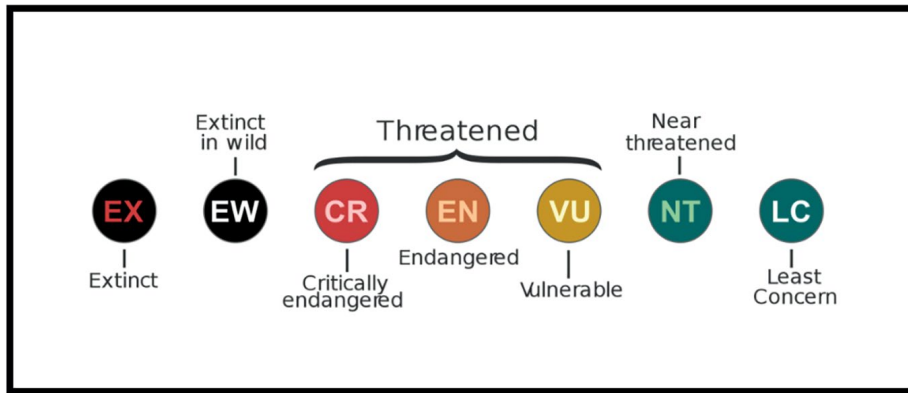 Extinct
in wild
Threatened
Near
threatened
EX
EW
CR
EN
VU
NT
LC
Extinct
Critically
endangered
Endangered
Vulnerable
Least
Concern